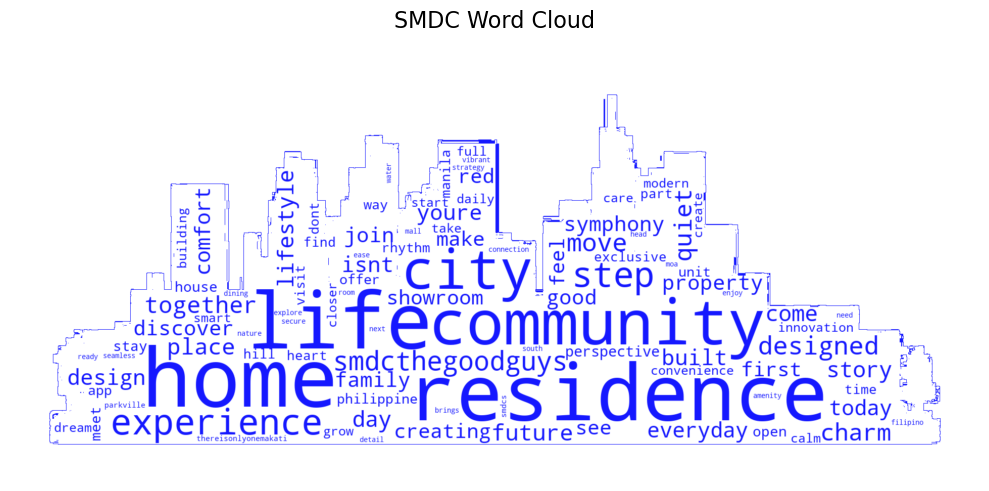 SMDC Word Cloud
full
vibrant
strategy
mater
manila
red
modern
way
start
daily
care
part
building
comfort
lifestyle
dont
youre
create
quiet
take
symphony
find
join
mall
make
move
head
rhythm
connection
ease
isnt
city
feel
exclusive
moa
house
visit
closer
offer
step
unit
property
dining
room
showroom
good
enjoy
together
smart
explore
life
community
come
need
discover
nature
secure
next
innovation
stay
place
hill
heart
south
perspective
built
designed
ready
seamless
smdcthegoodguys
convenience
first
story
design
home
family
residence
app
philippine
amenity
time
parkville
brings
smdcs
today
dream
meet
experience
grow
day
creating
future
see
everyday
open
calm
charm
filipino
thereisonlyonemakati
detail